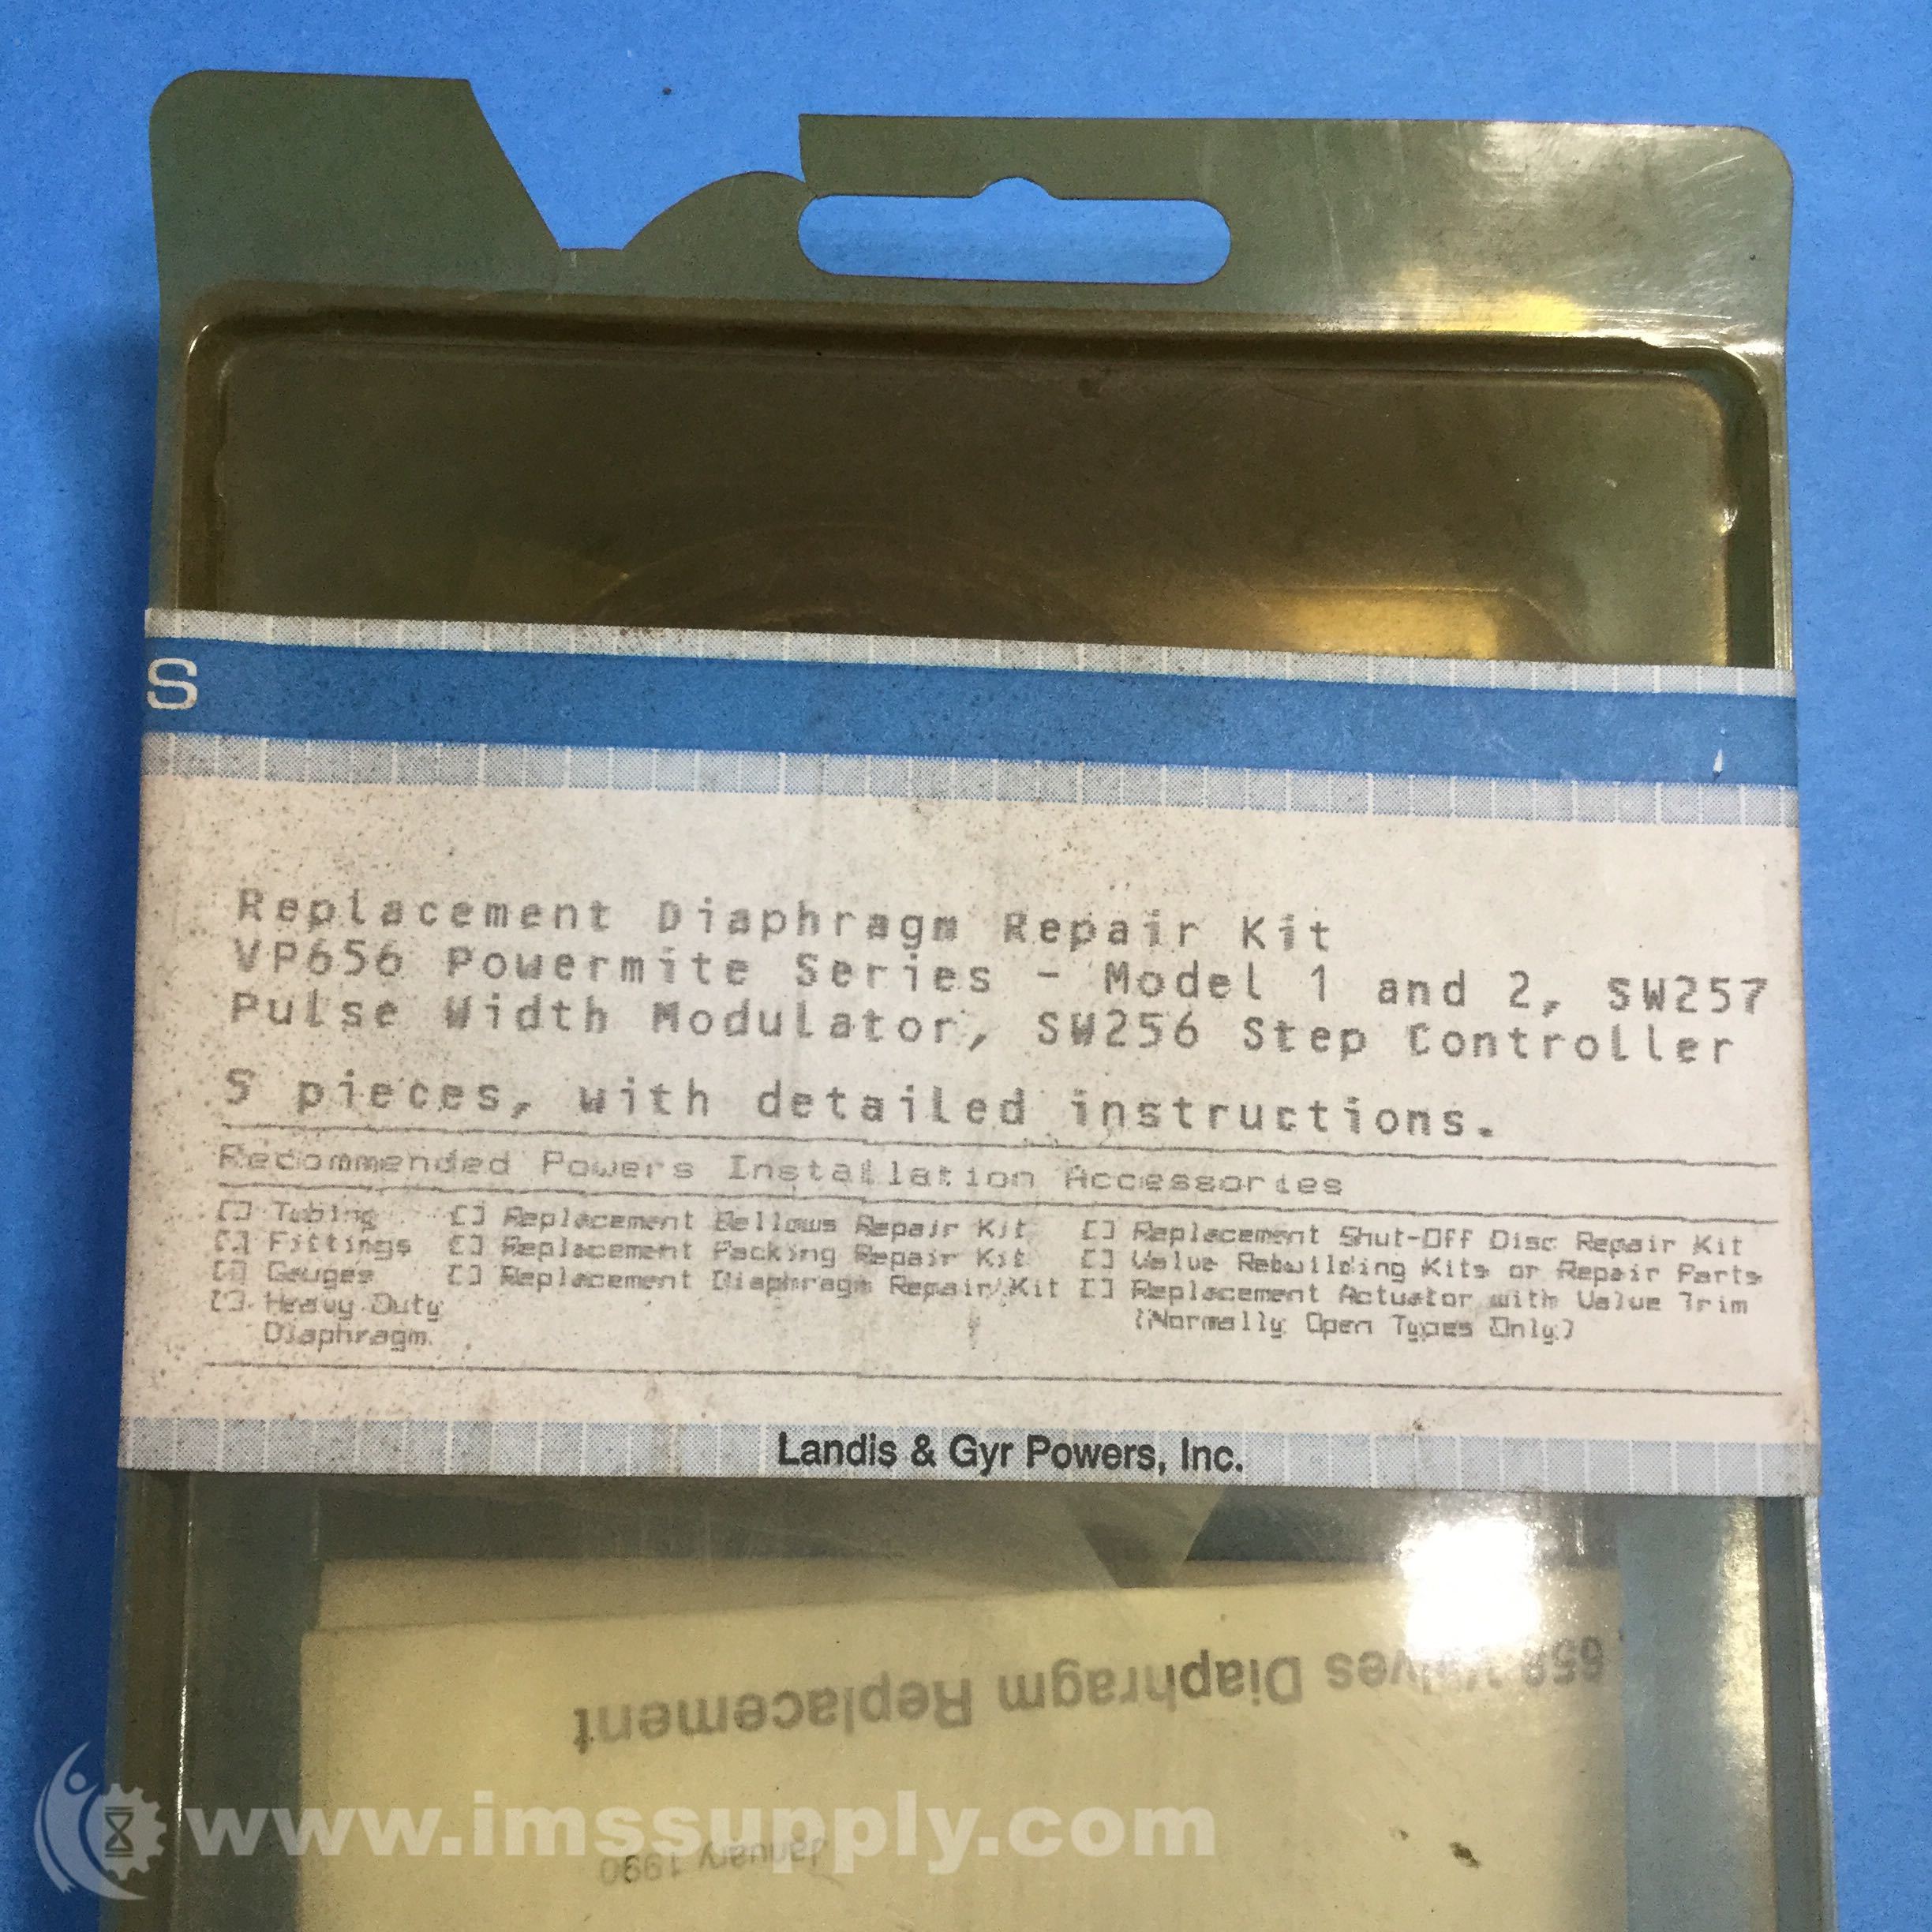 S
Replacement Diaphragm Repair Kit
VP656 Powermite Series - Model 1 and 2, SW257
Pulse Width Modulator, SW256 Step Controller
5 pieces, with detailed instructions.
Recommended Powers Installation Accessories
[] Tubing [] Replacement Bellows Repair Kit [] Replacement Shut-Off Disc Repair Kit
[] Fittings [] Replacement Packing Repair Kit [] Valve Rebuilding Kits or Repair Parts
[] Gauges [] Replacement Diaphragm Repair Kit [] Replacement Actuator with Valve Trim
[] Heavy Duty (Normally Open Types Only)
Diaphragm
Landis & Gyr Powers, Inc.
Valves Diaphragm Replacement
January 1990
www.imssupply.com